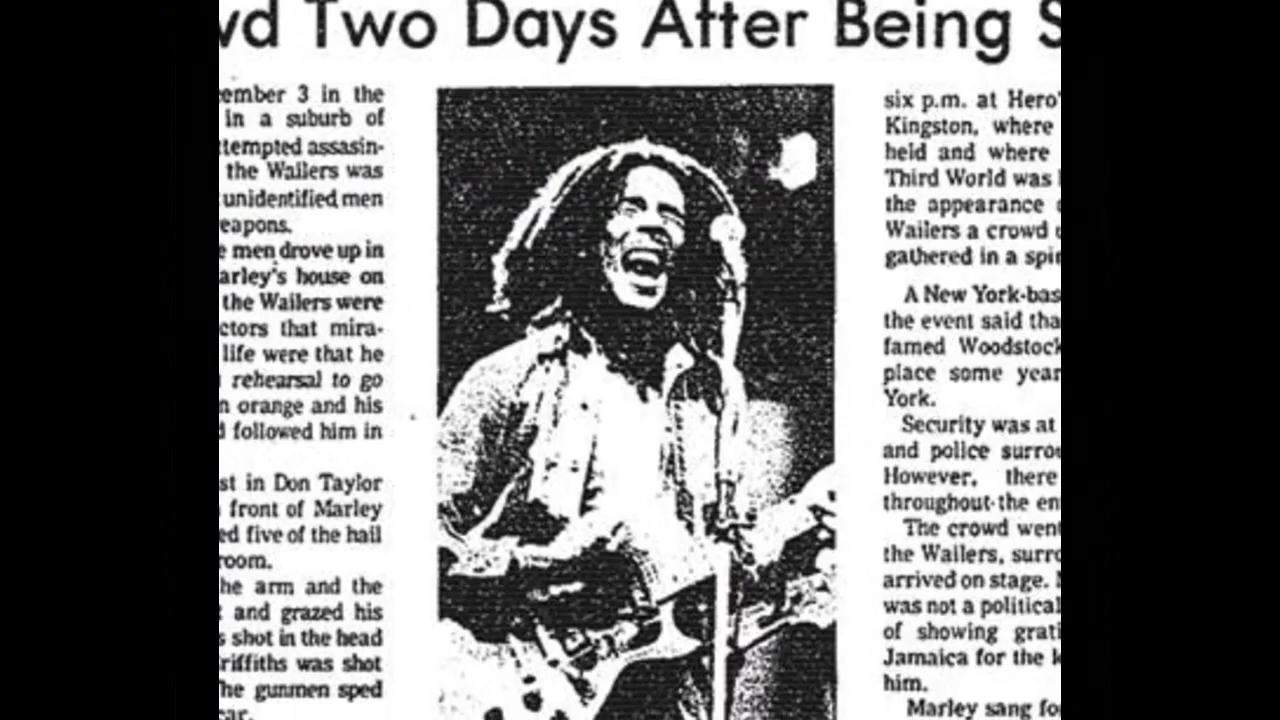 Two Days After Being
ember 3 in the
in a suburb of
ttempted assasin-
the Wailers was
unidentified men
eapons.
e men drove up in
arley's house on
the Wailers were
ctors that mira-
life were that he
rehearsal to go
n orange and his
d followed him in
st in Don Taylor
front of Marley
ed five of the hail
room.
he arm and the
and grazed his
s shot in the head
riffiths was shot
he gunmen sped
ear.
six p.m. at Hero'
Kingston, where
held and where
Third World was
the appearance
Wailers a crowd
gathered in a spi
A New York-bas
the event said tha
famed Woodstock
place some year
York.
Security was at
and police surro
However, there
throughout the en
The crowd went
the Wailers, surro
arrived on stage.
was not a political
of showing grati
Jamaica for the
him.
Marley sang fo